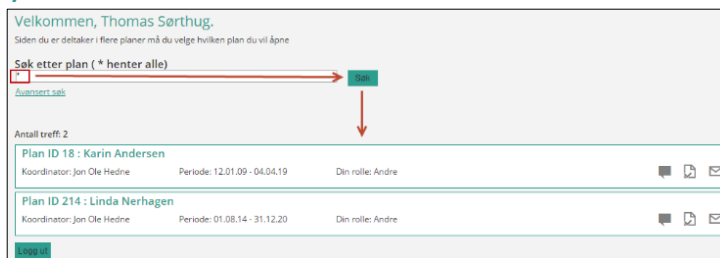 Velkommen, Thomas Sørthug.
Siden du er deltaker i flere planer må du velge hvilken plan du vil åpne
Søk etter plan ( * henter alle)
*
Søk
Avansert søk
Antall treff: 2
Plan ID 18 : Karin Andersen
Koordinator: Jon Ole Hedne Periode: 12.01.09 - 04.04.19 Din rolle: Andre
Plan ID 214 : Linda Nerhagen
Koordinator: Jon Ole Hedne Periode: 01.08.14 - 31.12.20 Din rolle: Andre
Logg ut